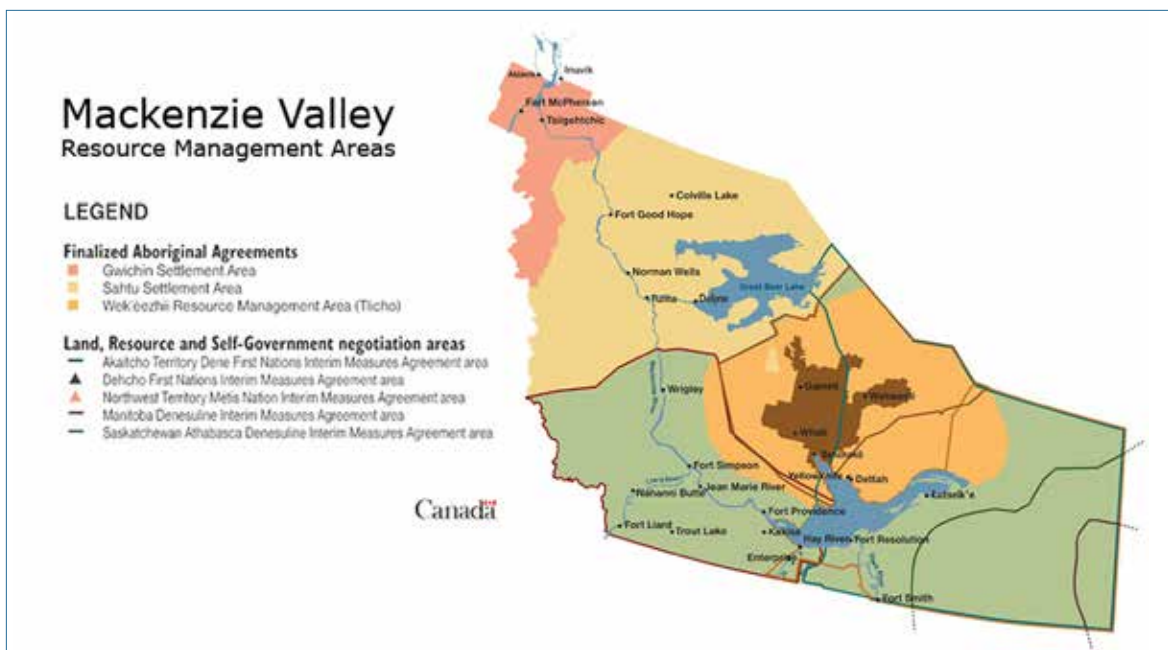 Mackenzie Valley
Resource Management Areas
LEGEND
Finalized Aboriginal Agreements
Gwichin Settlement Area
Sahtu Settlement Area
Wek'eezhii Resource Management Area (Tlicho)
Land, Resource and Self-Government negotiation areas
Akaitcho Territory Dene First Nations Interim Measures Agreement area
Dehcho First Nations Interim Measures Agreement area
Northwest Territory Metis Nation Interim Measures Agreement area
Manitoba Denesuline Interim Measures Agreement area
Saskatchewan Athabasca Denesuline Interim Measures Agreement area
Canada
Aklavik
Inuvik
Fort McPherson
Tsiigehtchic
Colville Lake
Fort Good Hope
Norman Wells
Great Bear Lake
Tulita
Deline
Wrigley
Gameti
Wekweeti
Whati
Behchoko
Fort Simpson
Yellowknife
Dettah
Jean Marie River
Nahanni Butte
Lutselk'e
Fort Providence
Fort Liard
Trout Lake
Kakisa
Hay River
Fort Resolution
Enterprise
Fort Smith